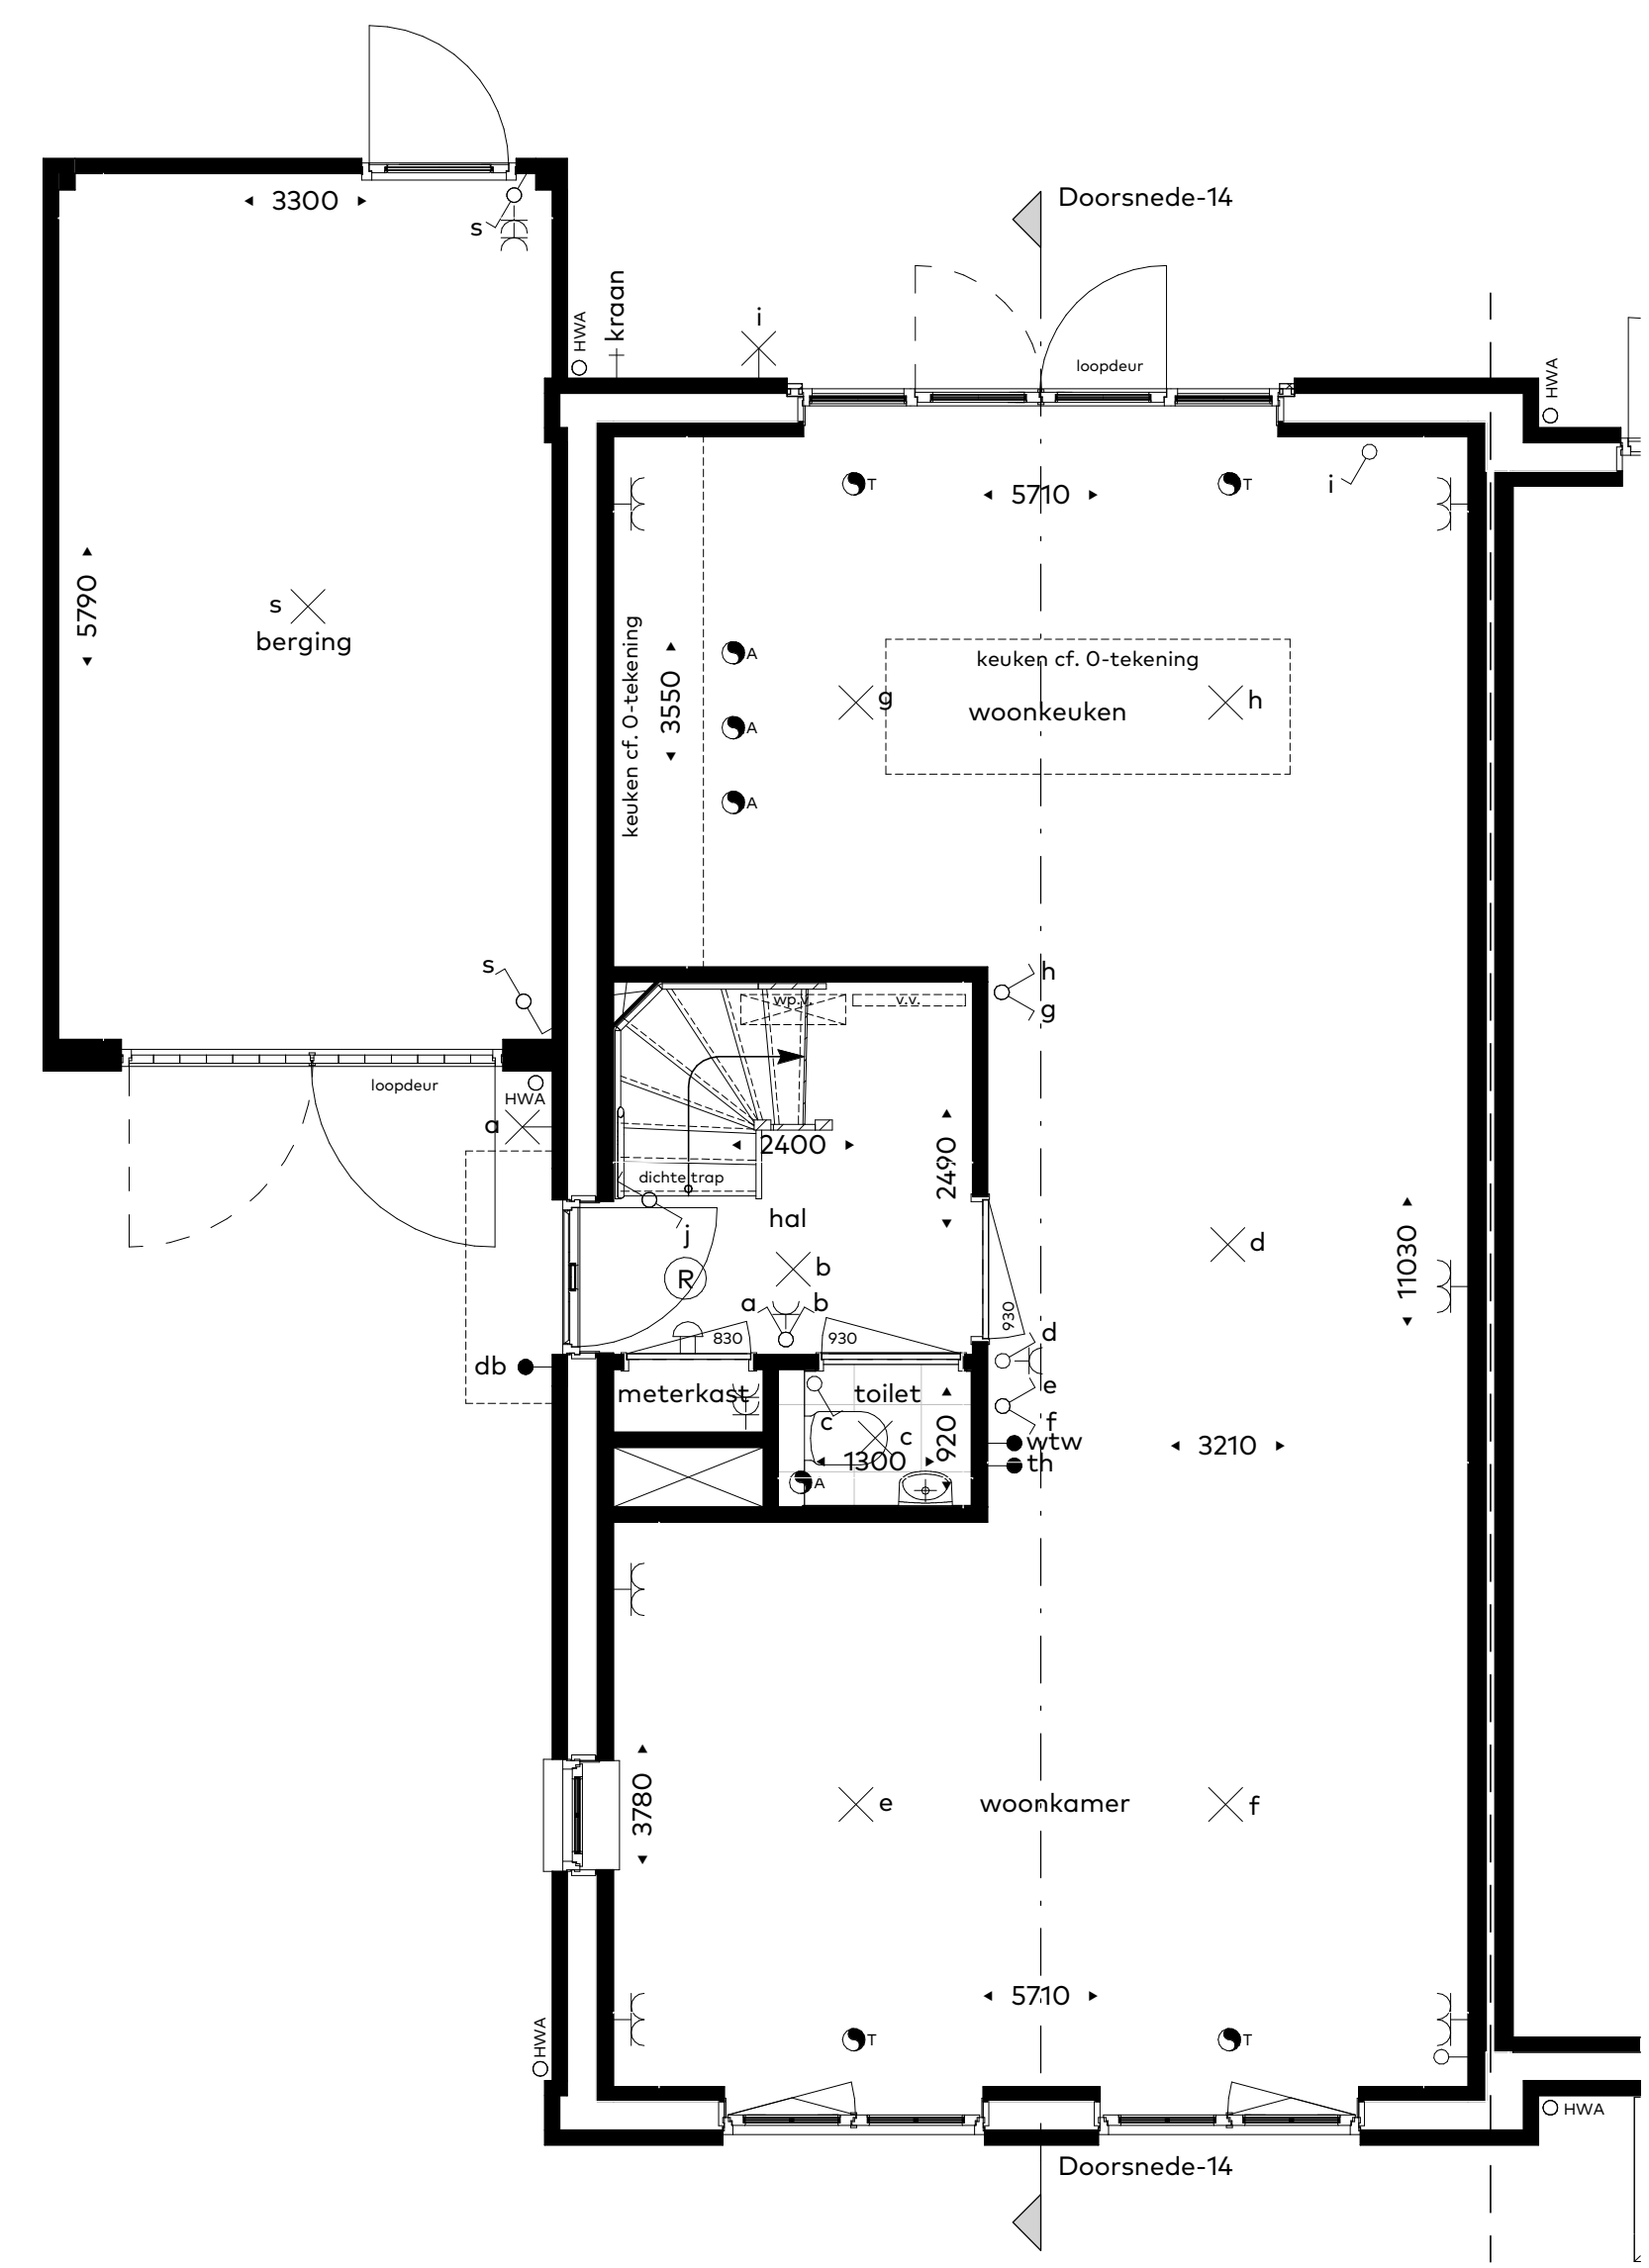 Doorsnede-14
3300
s
kraan
HWA
i
loopdeur
HWA
T
5710
T
i
5790
s
berging
keuken cf. 0-tekening
3550
A
A
A
keuken cf. 0-tekening
g
woonkeuken
h
s
h
g
wp.v.
v.v.
loopdeur
HWA
a
2400
2490
dichte trap
j
hal
R
b
a
b
830
930
930
d
11030
d
db
meterkast
toilet
c
c
920
1300
A
e
f
wtw
th
3210
3780
e
woonkamer
f
5710
T
T
HWA
HWA
Doorsnede-14